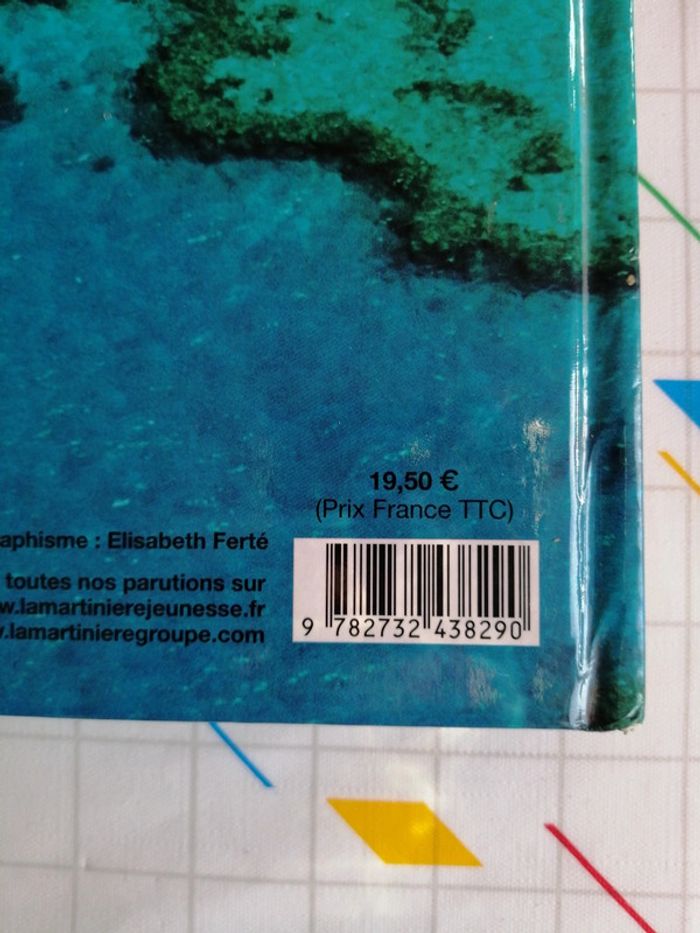 19,50 €
(Prix France TTC)
aphisme : Elisabeth Ferté
toutes nos parutions sur
w.lamartinierejeunesse.fr
.lamartinieregroupe.com
9 782732 438290